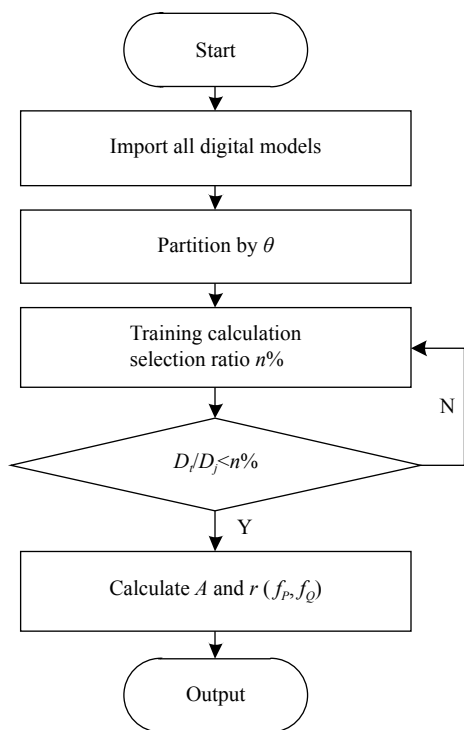 Start
Import all digital models
Partition by θ
Training calculation
selection ratio n%
N
D_t/D_j<n%
Y
Calculate A and r (f_P, f_Q)
Output